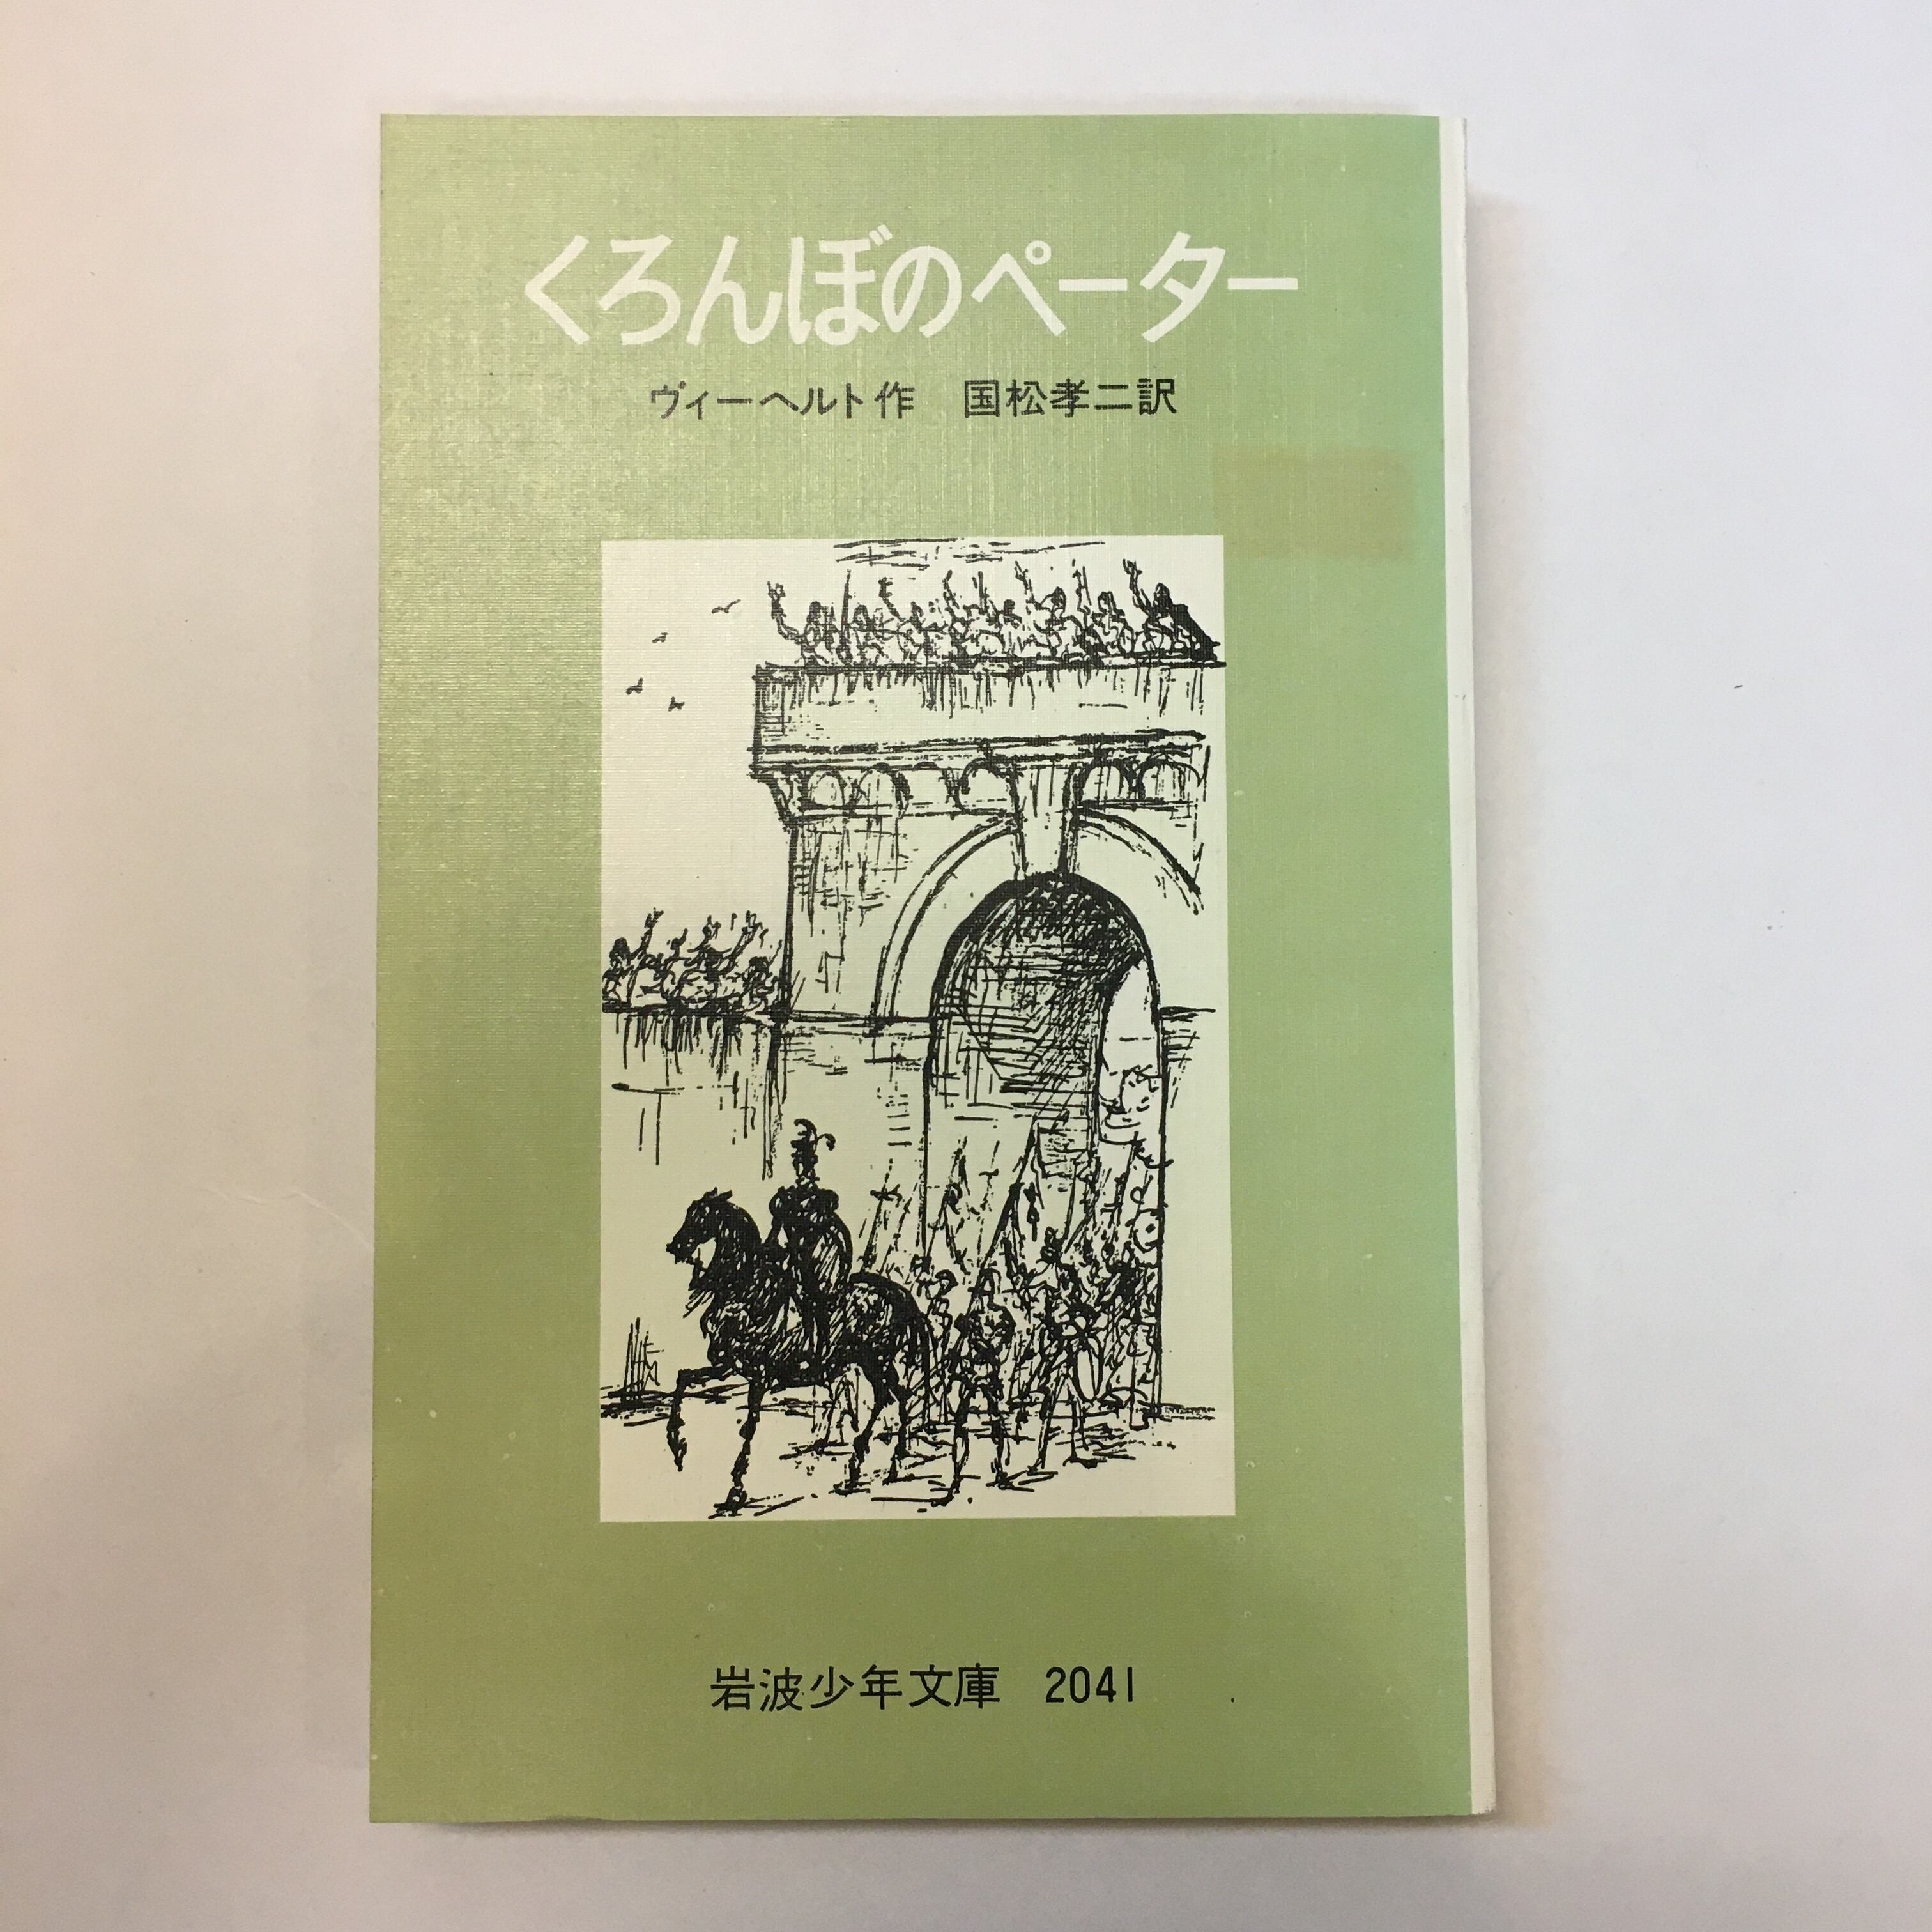 くろんぼのペーター
ヴィーヘルト作　国松孝二訳
岩波少年文庫　2041